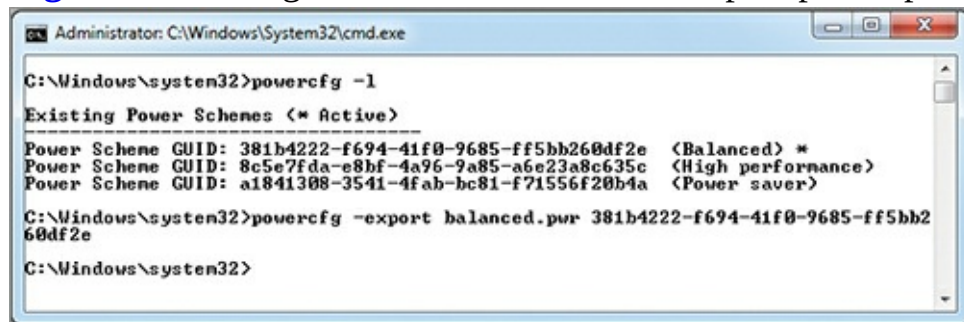 Administrator: C:\Windows\System32\cmd.exe
C:\Windows\system32>powercfg -l
Existing Power Schemes (* Active)
-----------------------------------
Power Scheme GUID: 381b4222-f694-41f0-9685-ff5bb260df2e  (Balanced) *
Power Scheme GUID: 8c5e7fda-e8bf-4a96-9a85-a6e23a8c635c  (High performance)
Power Scheme GUID: a1841308-3541-4fab-bc81-f71556f20b4a  (Power saver)
C:\Windows\system32>powercfg -export balanced.pwr 381b4222-f694-41f0-9685-ff5bb2
60df2e
C:\Windows\system32>